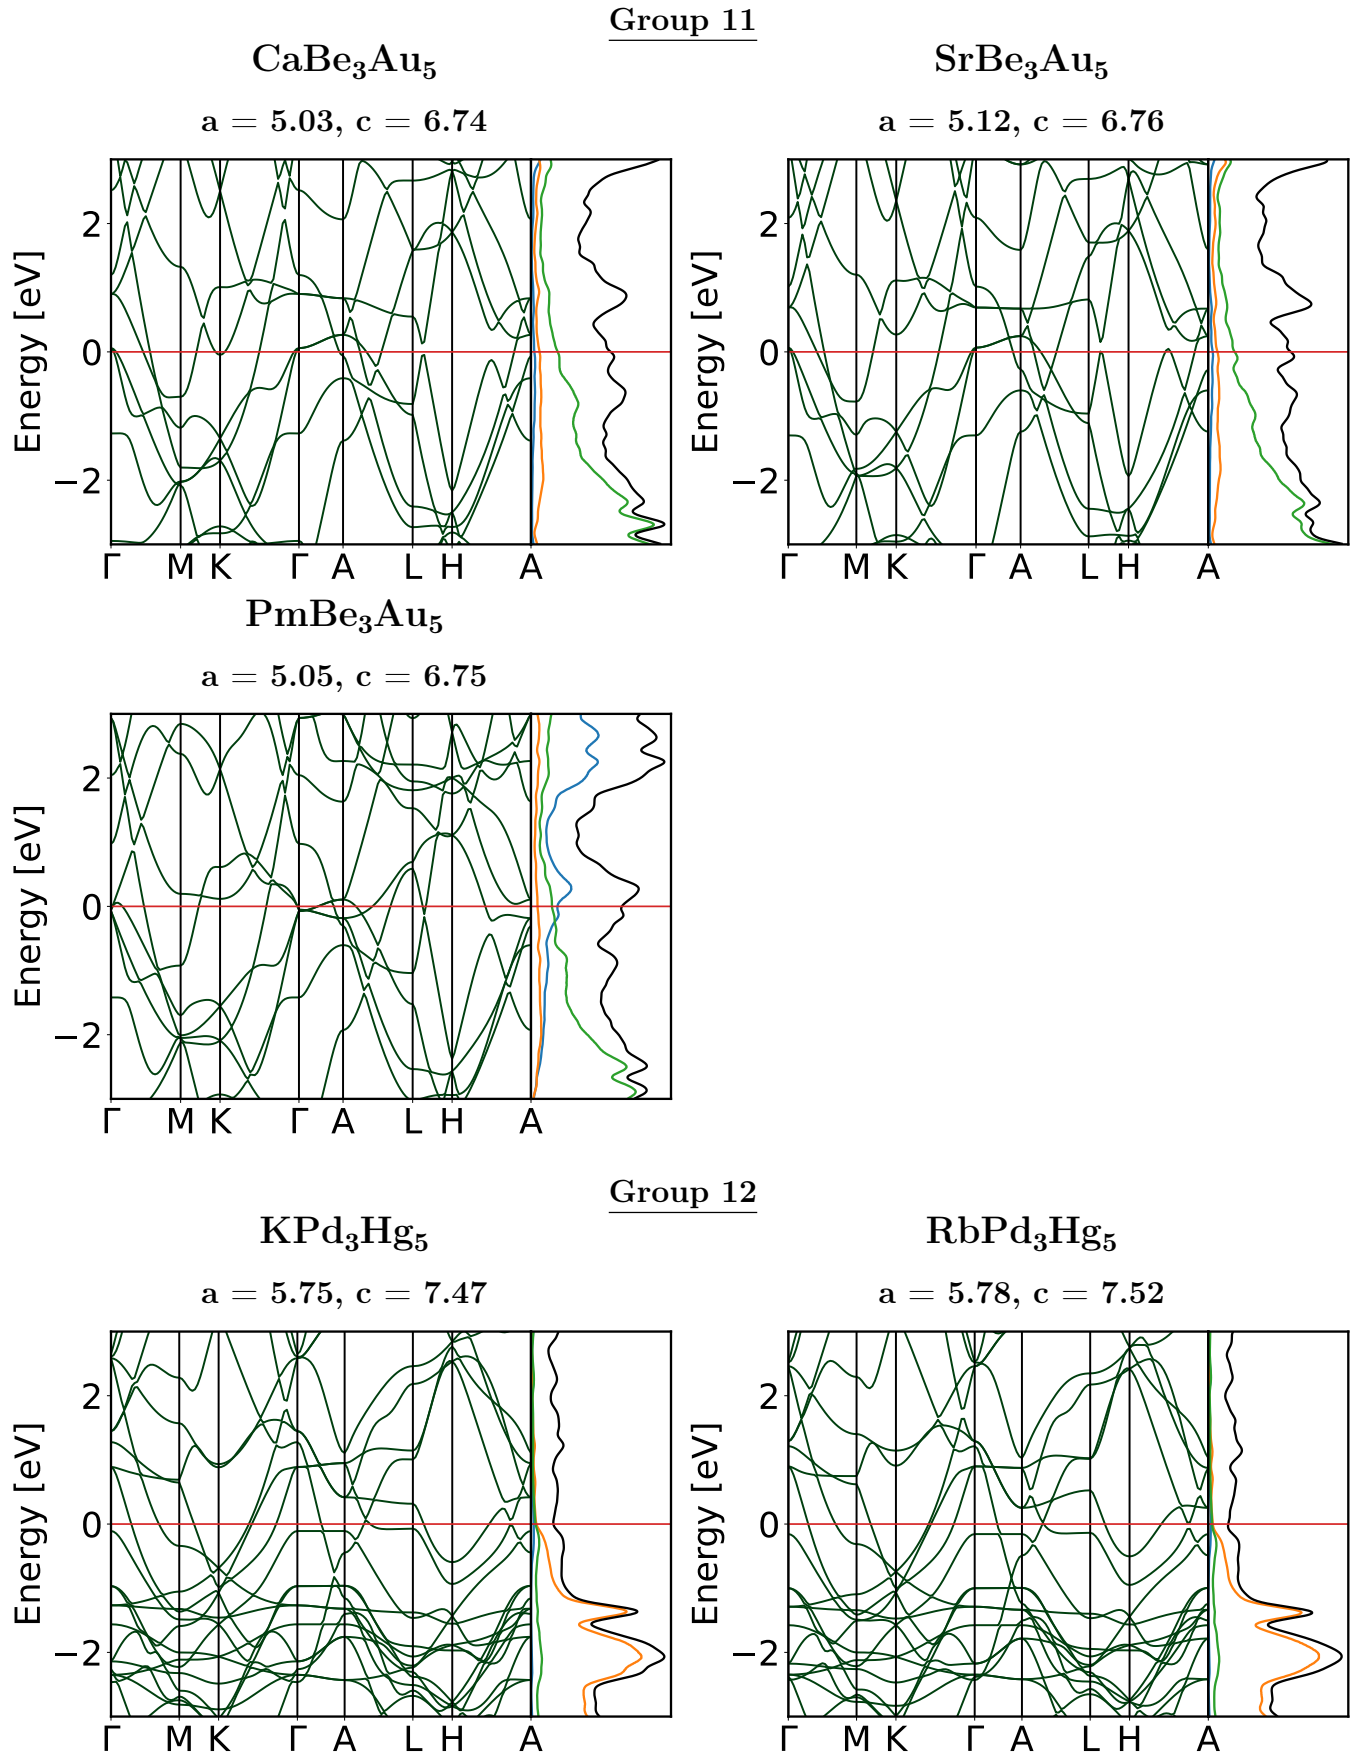 Group 11
CaBe₃Au₅
a = 5.03, c = 6.74
Energy [eV]
2
0
−2
Γ M K Γ A L H A
SrBe₃Au₅
a = 5.12, c = 6.76
Energy [eV]
2
0
−2
Γ M K Γ A L H A
PmBe₃Au₅
a = 5.05, c = 6.75
Energy [eV]
2
0
−2
Γ M K Γ A L H A
Group 12
KPd₃Hg₅
a = 5.75, c = 7.47
Energy [eV]
2
0
−2
Γ M K Γ A L H A
RbPd₃Hg₅
a = 5.78, c = 7.52
Energy [eV]
2
0
−2
Γ M K Γ A L H A